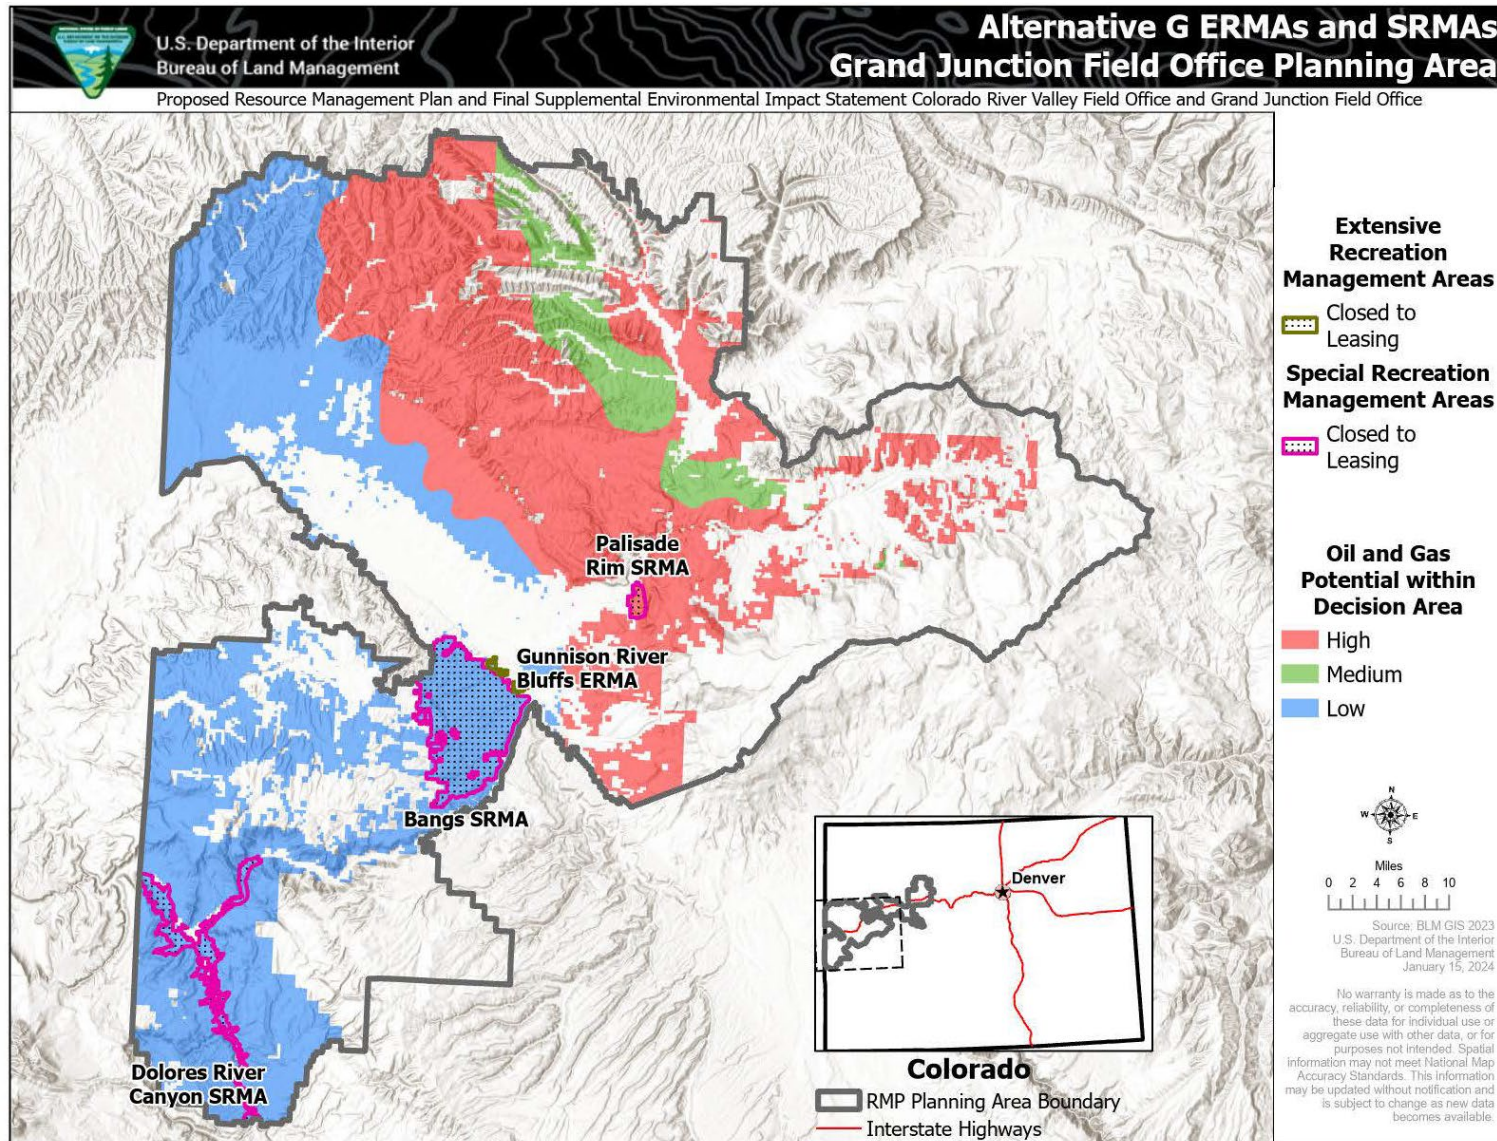 Alternative G ERMAs and SRMAs
Grand Junction Field Office Planning Area
U.S. Department of the Interior
Bureau of Land Management
Proposed Resource Management Plan and Final Supplemental Environmental Impact Statement Colorado River Valley Field Office and Grand Junction Field Office
Palisade
Rim SRMA
Gunnison River
Bluffs ERMA
Bangs SRMA
Dolores River
Canyon SRMA
Extensive
Recreation
Management Areas
Closed to
Leasing
Special Recreation
Management Areas
Closed to
Leasing
Oil and Gas
Potential within
Decision Area
High
Medium
Low
N
W
E
S
Miles
0 2 4 6 8 10
Source: BLM GIS 2023
U.S. Department of the Interior
Bureau of Land Management
January 15, 2024
No warranty is made as to the
accuracy, reliability, or completeness of
these data for individual use or
aggregate use with other data, or for
purposes not intended. Spatial
information may not meet National Map
Accuracy Standards. This information
may be updated without notification and
is subject to change as new data
becomes available.
Denver
Colorado
RMP Planning Area Boundary
Interstate Highways